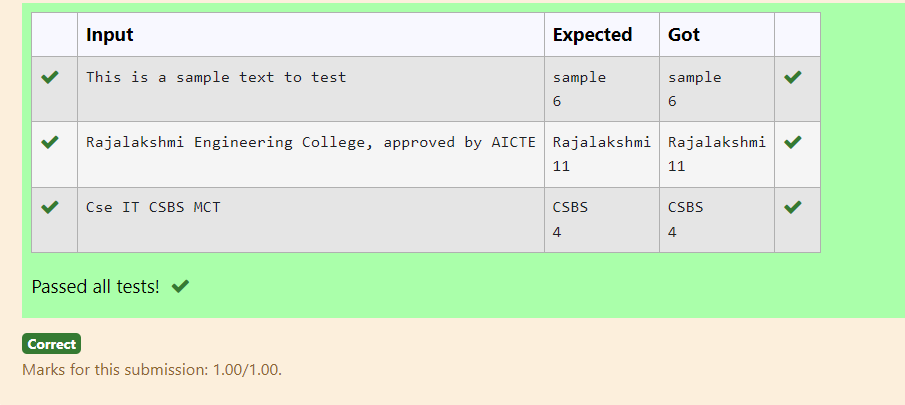 Input Expected Got
This is a sample text to test sample sample
6 6
Rajalakshmi Engineering College, approved by AICTE Rajalakshmi Rajalakshmi
11 11
Cse IT CSBS MCT CSBS CSBS
4 4
Passed all tests!
Correct
Marks for this submission: 1.00/1.00.